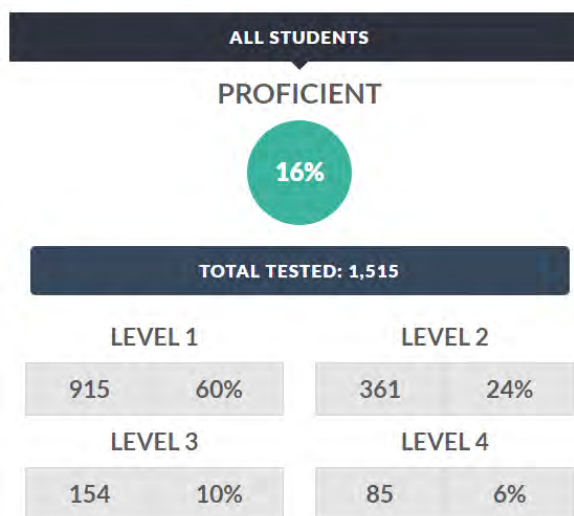 ALL STUDENTS
PROFICIENT
16%
TOTAL TESTED: 1,515
LEVEL 1 LEVEL 2
915 60% 361 24%
LEVEL 3 LEVEL 4
154 10% 85 6%